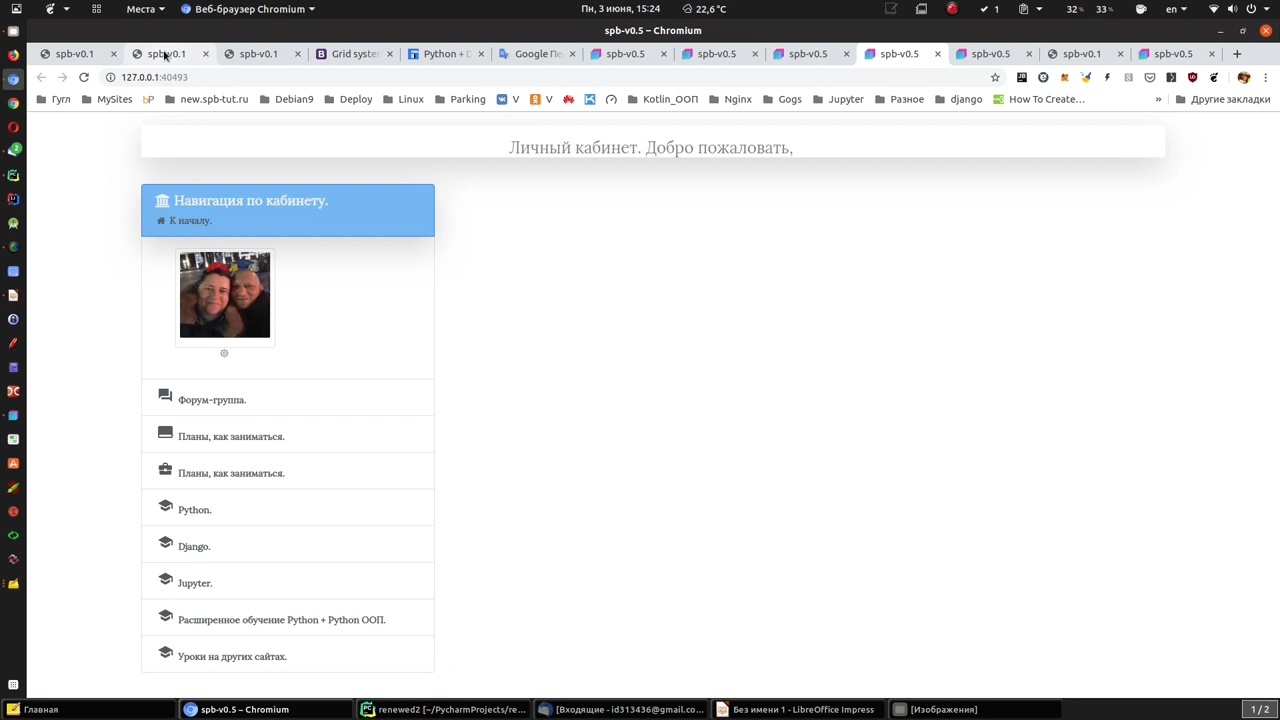 Места Веб-браузер Chromium Пн, 3 июня, 15:24 22,6°C 1 32% 33% en
spb-v0.5 – Chromium
spb-v0.1 spb-v0.1 spb-v0.1 Grid syste Python + D Google Пе spb-v0.5 spb-v0.5 spb-v0.5 spb-v0.5 spb-v0.5 spb-v0.1 spb-v0.5
127.0.0.1:40493
Гугл MySites bP new.spb-tut.ru Debian9 Deploy Linux Parking V V Kotlin_ООП Nginx Gogs Jupyter Разное django How To Create… » Другие закладки
Личный кабинет. Добро пожаловать,
Навигация по кабинету.
К началу.
Форум-группа.
Планы, как заниматься.
Планы, как заниматься.
Python.
Django.
Jupyter.
Расширенное обучение Python + Python ООП.
Уроки на других сайтах.
Главная spb-v0.5 – Chromium renewed2 [~/PycharmProjects/re… [Входящие - id313436@gmail.co… Без имени 1 - LibreOffice Impress [Изображения] 1/2